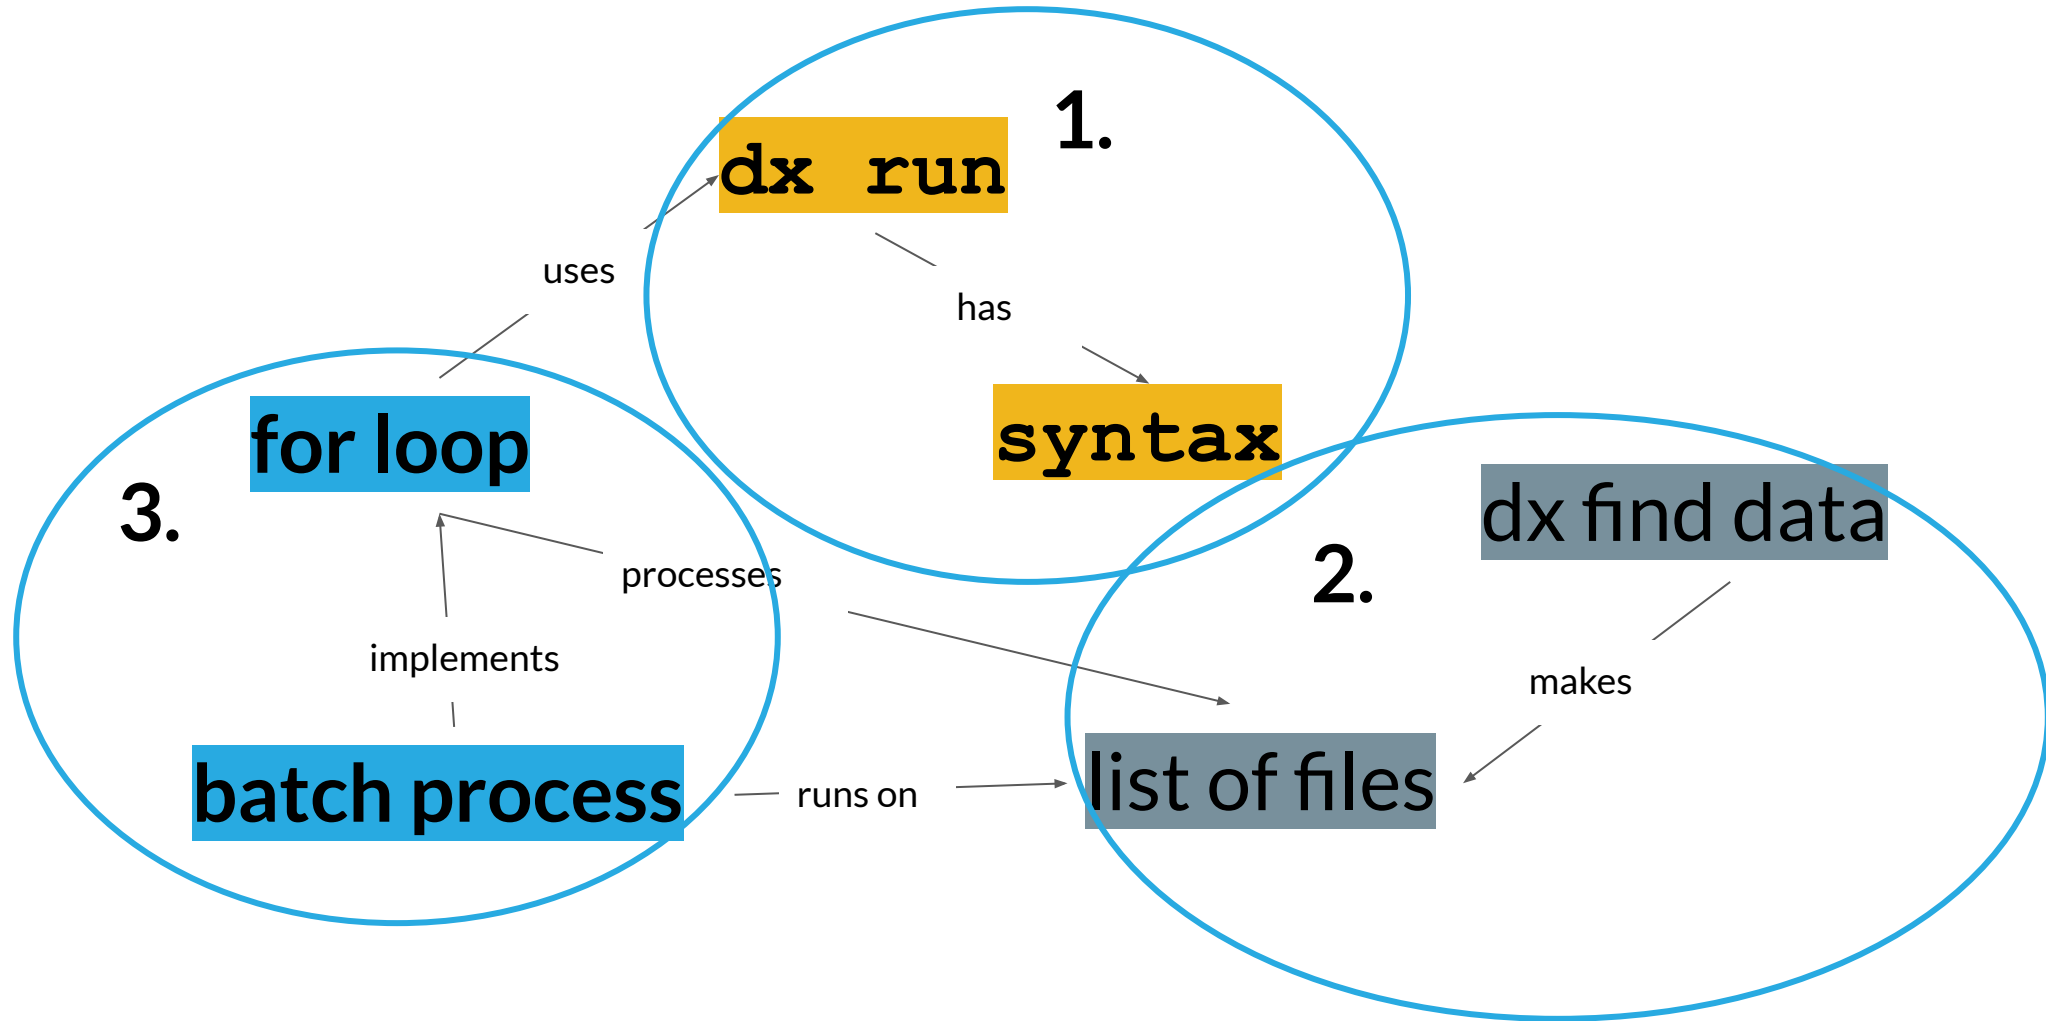 1.
dx run
uses
has
for loop
syntax
3.
dx find data
2.
processes
implements
makes
batch process
runs on
list of files